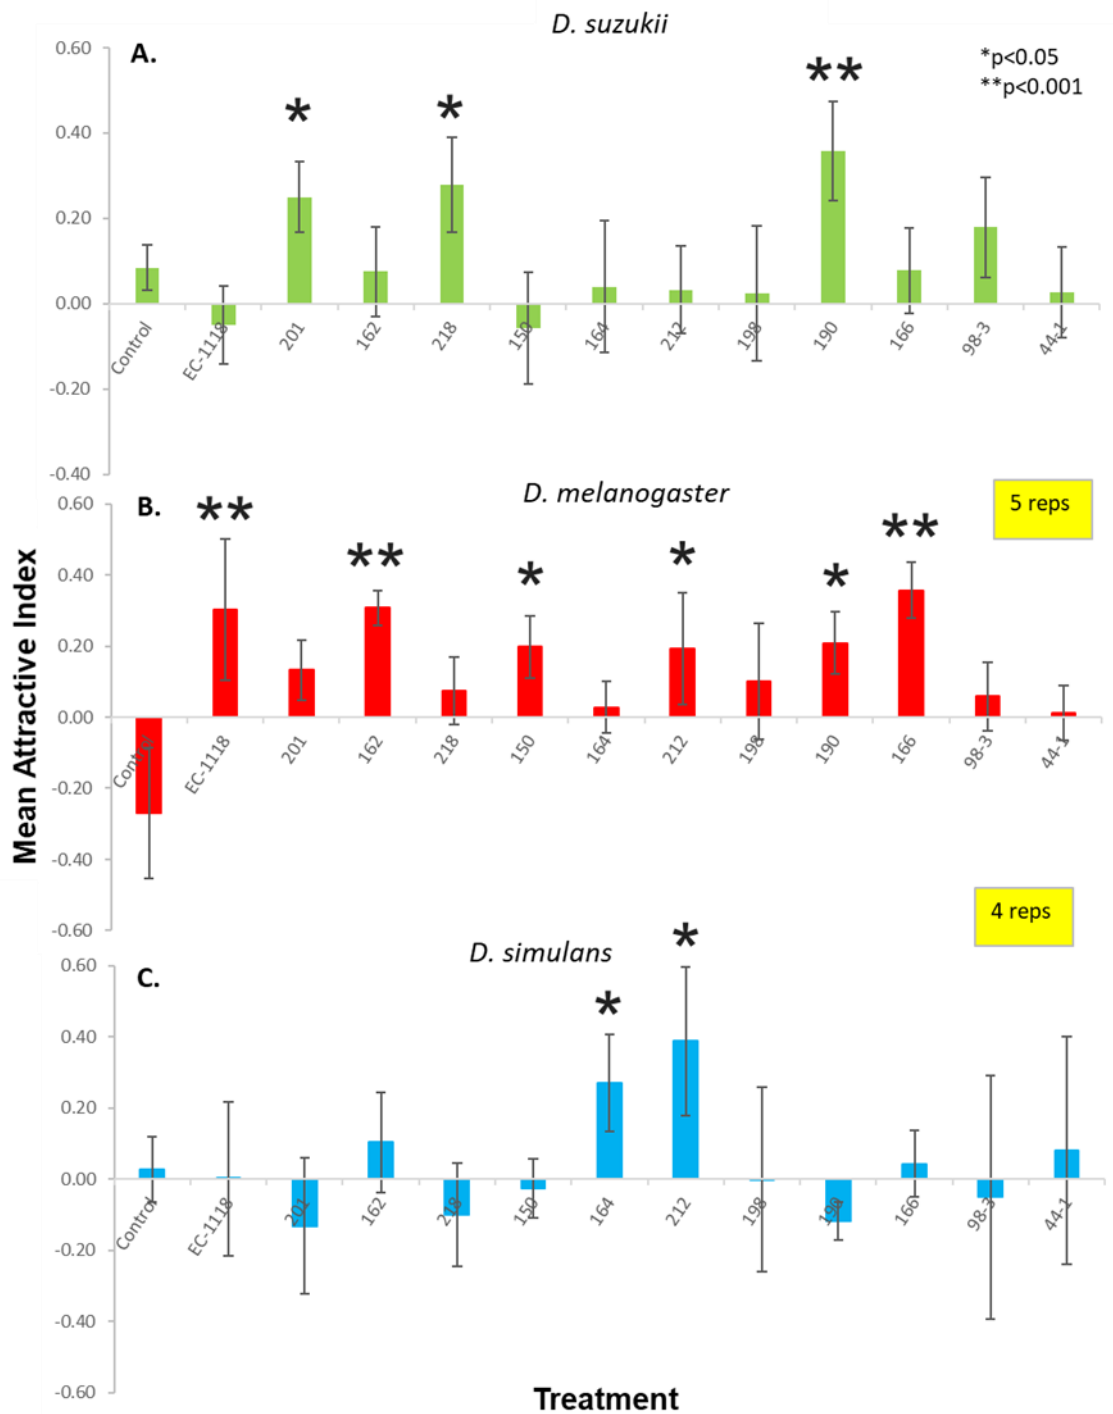 D. suzukii
A.
*p<0.05
**p<0.001
0.60
0.40
0.20
0.00
-0.20
-0.40
* * **
Control EC-1118 201 162 218 150 164 212 198 190 166 98-3 44-1
D. melanogaster
B.
5 reps
0.60
0.40
0.20
0.00
-0.20
-0.40
-0.60
** ** * * * **
Control EC-1118 201 162 218 150 164 212 198 190 166 98-3 44-1
Mean Attractive Index
4 reps
D. simulans
C.
0.60
0.40
0.20
0.00
-0.20
-0.40
-0.60
* *
Control EC-1118 201 162 218 150 164 212 198 190 166 98-3 44-1
Treatment